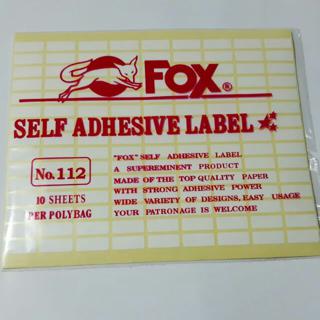 FOX®
SELF ADHESIVE LABEL
No.112
10 SHEETS
PER POLYBAG
"FOX" SELF ADHESIVE LABEL
A SUPEREMINENT PRODUCT
MADE OF THE TOP QUALITY PAPER
WITH STRONG ADHESIVE POWER
WIDE VARIETY OF DESIGNS, EASY USAGE
YOUR PATRONAGE IS WELCOME